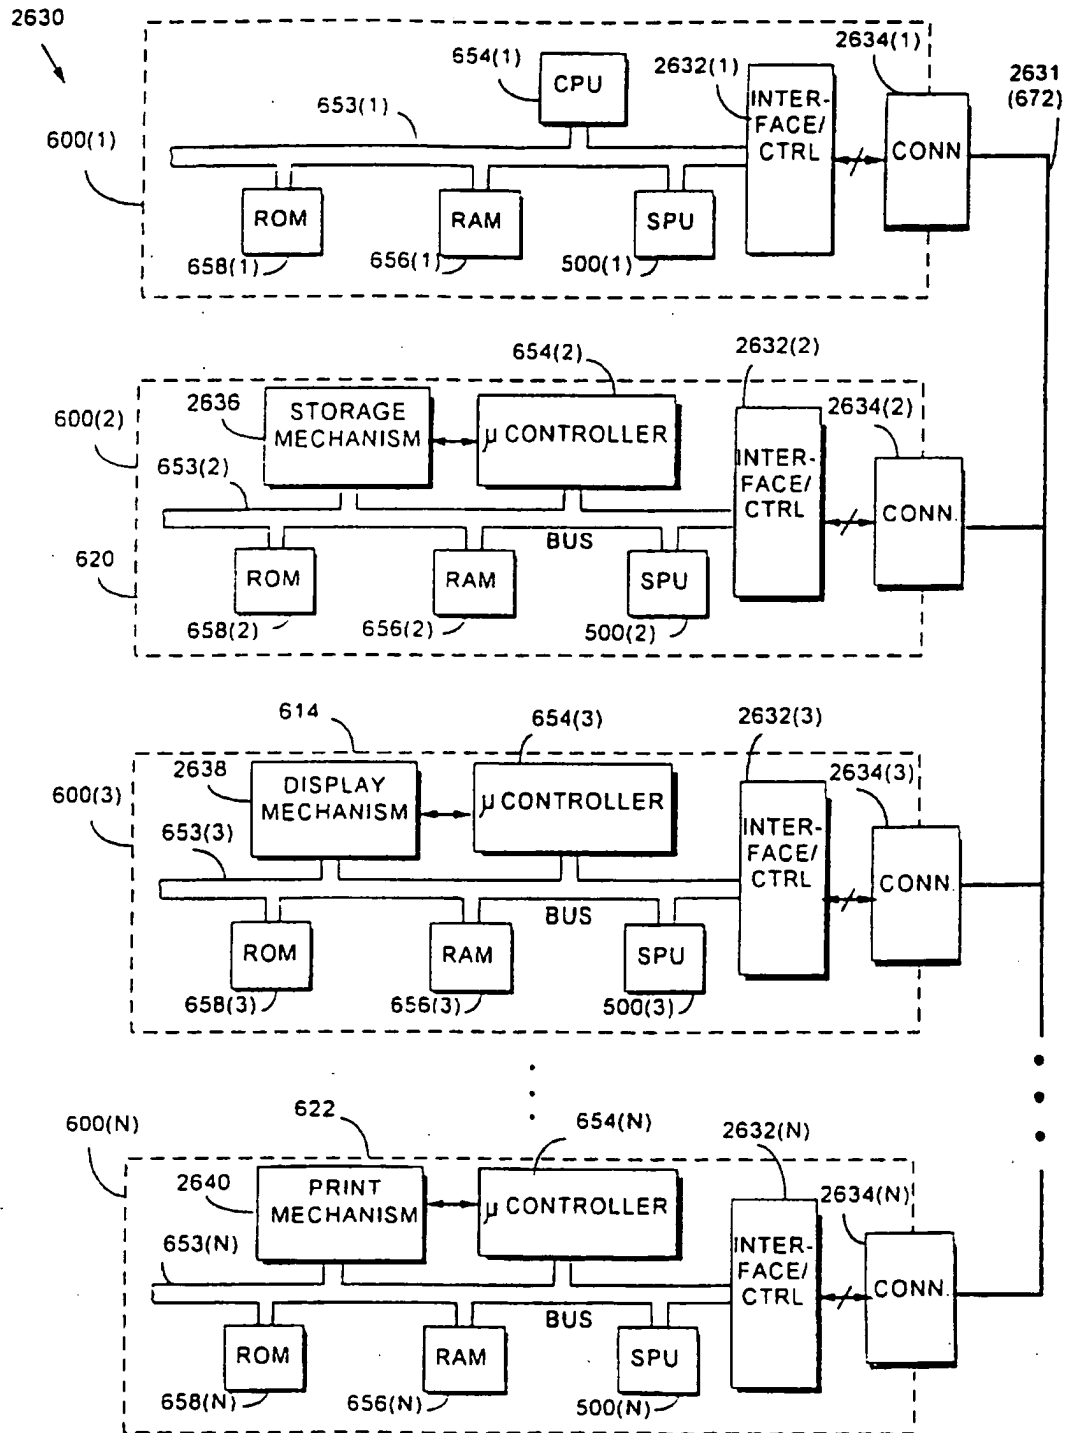 2630
2634(1)
654(1)
2632(1)
2631
(672)
CPU
INTER-
FACE/
CTRL
653(1)
600(1)
CONN
ROM
RAM
SPU
658(1)
656(1)
500(1)
654(2)
2632(2)
2636
STORAGE
MECHANISM
μ CONTROLLER
2634(2)
600(2)
653(2)
INTER-
FACE/
CTRL
CONN.
BUS
620
ROM
RAM
SPU
658(2)
656(2)
500(2)
614
654(3)
2632(3)
2638
DISPLAY
MECHANISM
μ CONTROLLER
2634(3)
600(3)
653(3)
INTER-
FACE/
CTRL
CONN.
BUS
ROM
RAM
SPU
658(3)
656(3)
500(3)
622
600(N)
654(N)
2632(N)
2640
PRINT
MECHANISM
μ CONTROLLER
2634(N)
653(N)
INTER-
FACE/
CTRL
CONN.
BUS
ROM
RAM
SPU
658(N)
656(N)
500(N)